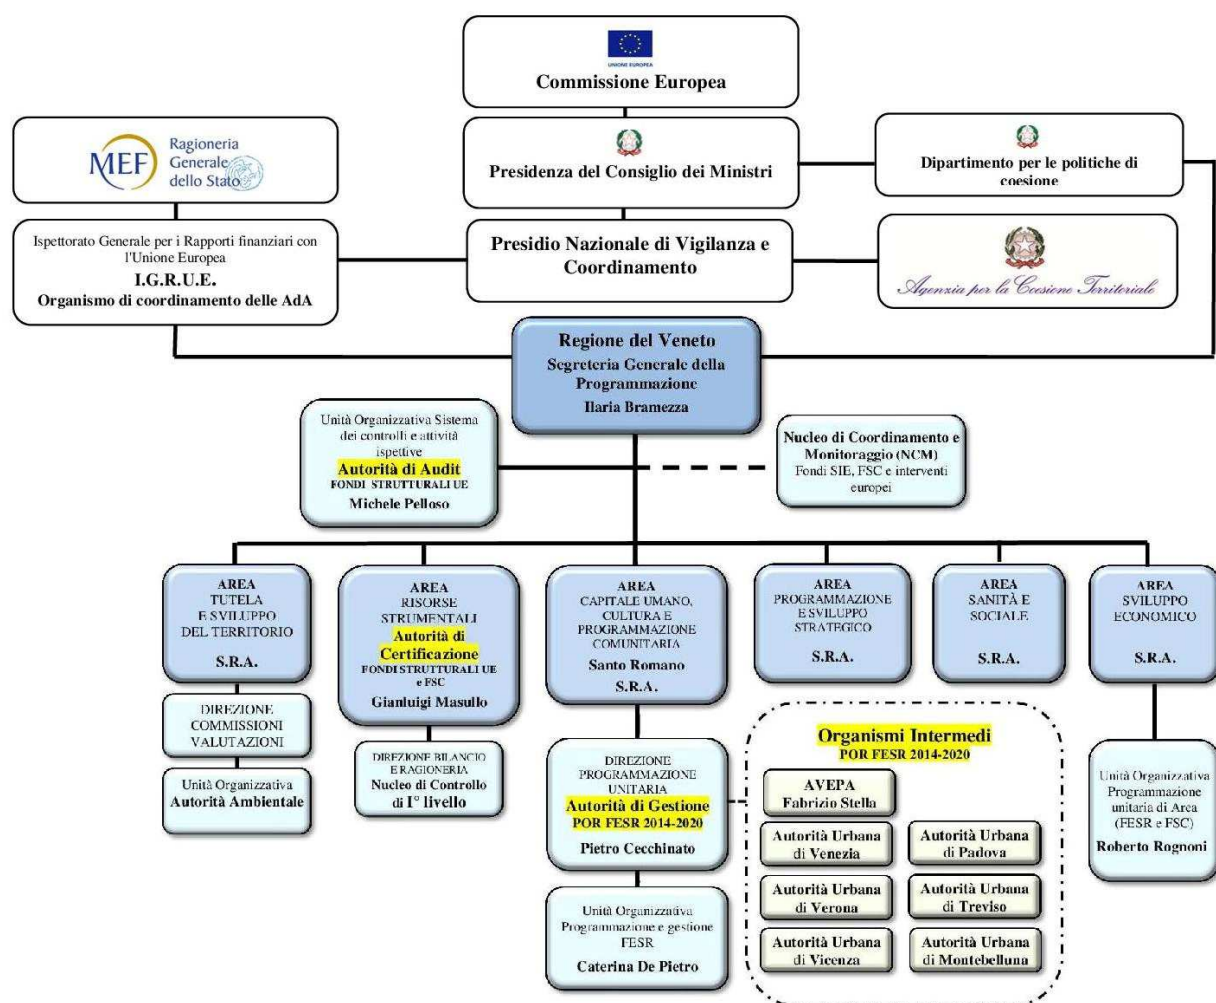 UNIONE EUROPEA
Commissione Europea
MEF
Ragioneria
Generale
dello Stato
Presidenza del Consiglio dei Ministri
Dipartimento per le politiche di
coesione
Ispettorato Generale per i Rapporti finanziari con
l'Unione Europea
I.G.R.U.E.
Organismo di coordinamento delle AdA
Presidio Nazionale di Vigilanza e
Coordinamento
Agenzia per la Coesione Territoriale
Regione del Veneto
Segreteria Generale della
Programmazione
Ilaria Bramezza
Unità Organizzativa Sistema
dei controlli e attività
ispettive
Autorità di Audit
FONDI STRUTTURALI UE
Michele Pelloso
Nucleo di Coordinamento e
Monitoraggio (NCM)
Fondi SIE, FSC e interventi
europei
AREA
TUTELA
E SVILUPPO
DEL TERRITORIO
S.R.A.
AREA
RISORSE
STRUMENTALI
Autorità di
Certificazione
FONDI STRUTTURALI UE
e FSC
Gianluigi Masullo
AREA
CAPITALE UMANO,
CULTURA E
PROGRAMMAZIONE
COMUNITARIA
Santo Romano
S.R.A.
AREA
PROGRAMMAZIONE
E SVILUPPO
STRATEGICO
S.R.A.
AREA
SANITÀ E
SOCIALE
S.R.A.
AREA
SVILUPPO
ECONOMICO
S.R.A.
DIREZIONE
COMMISSIONI
VALUTAZIONI
Unità Organizzativa
Autorità Ambientale
DIREZIONE BILANCIO
E RAGIONERIA
Nucleo di Controllo
di I° livello
DIREZIONE
PROGRAMMAZIONE
UNITARIA
Autorità di Gestione
POR FESR 2014-2020
Pietro Cecchinato
Unità Organizzativa
Programmazione e gestione
FESR
Caterina De Pietro
Organismi Intermedi
POR FESR 2014-2020
AVEPA
Fabrizio Stella
Autorità Urbana
di Venezia
Autorità Urbana
di Padova
Autorità Urbana
di Verona
Autorità Urbana
di Treviso
Autorità Urbana
di Vicenza
Autorità Urbana
di Montebelluna
Unità Organizzativa
Programmazione
unitaria di Area
(FESR e FSC)
Roberto Rognoni